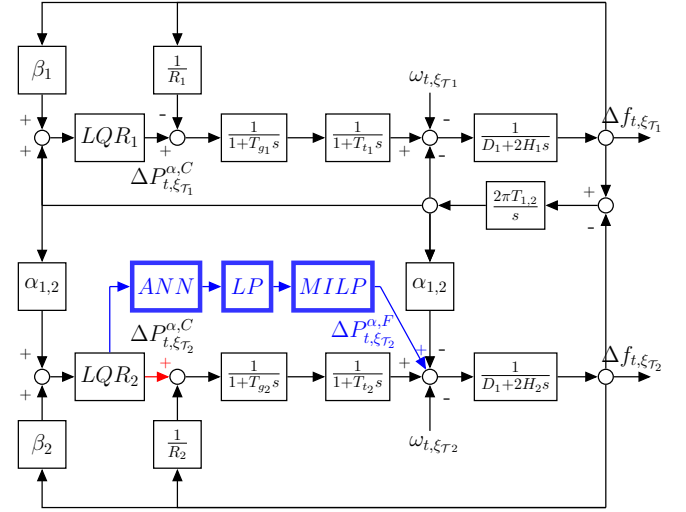 β₁
1/R₁
ω_{t,ξ_{𝒯1}}
Δf_{t,ξ_{𝒯₁}}
+
-
-
+
LQR₁
+
1/(1+T_{g₁}s)
1/(1+T_{t₁}s)
+
-
1/(D₁+2H₁s)
ΔP^{α,C}_{t,ξ_{𝒯₁}}
2πT_{1,2}/s
+
-
α_{1,2}
ANN
LP
MILP
α_{1,2}
ΔP^{α,C}_{t,ξ_{𝒯₂}}
ΔP^{α,F}_{t,ξ_{𝒯₂}}
+
-
Δf_{t,ξ_{𝒯₂}}
+
+
+
LQR₂
+
1/(1+T_{g₂}s)
1/(1+T_{t₂}s)
-
1/(D₁+2H₂s)
β₂
1/R₂
ω_{t,ξ_{𝒯2}}